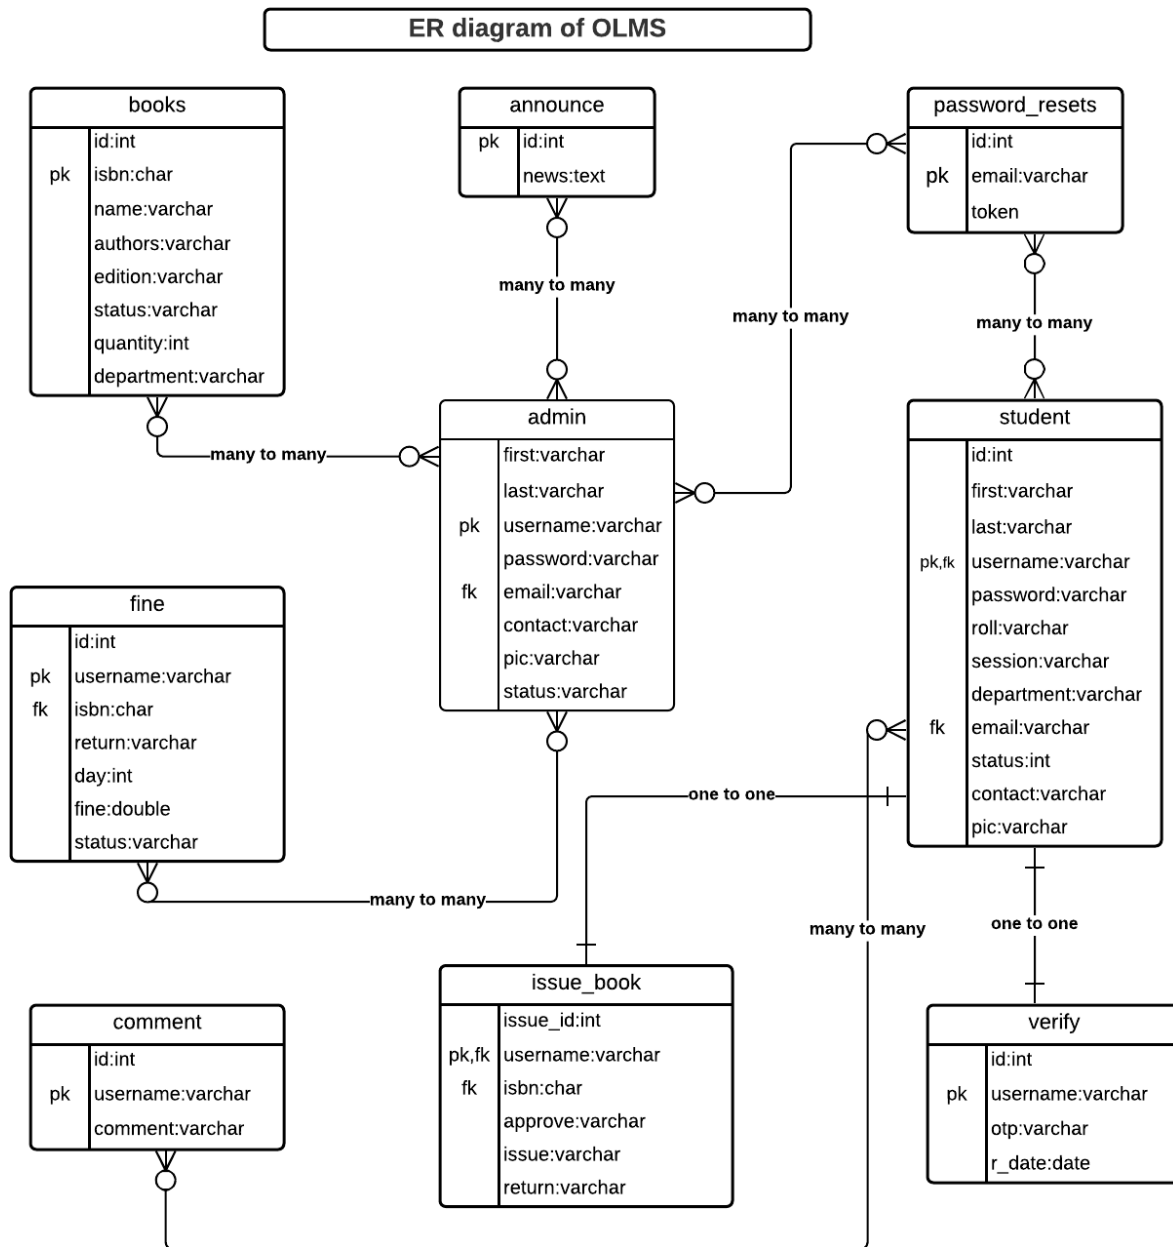 ER diagram of OLMS
books
id:int
pk isbn:char
name:varchar
authors:varchar
edition:varchar
status:varchar
quantity:int
department:varchar
announce
pk id:int
news:text
password_resets
id:int
pk email:varchar
token
many to many
many to many
many to many
many to many
admin
first:varchar
last:varchar
pk username:varchar
password:varchar
fk email:varchar
contact:varchar
pic:varchar
status:varchar
student
id:int
first:varchar
last:varchar
pk,fk username:varchar
password:varchar
roll:varchar
session:varchar
department:varchar
fk email:varchar
status:int
contact:varchar
pic:varchar
fine
id:int
pk username:varchar
fk isbn:char
return:varchar
day:int
fine:double
status:varchar
one to one
many to many
many to many
one to one
comment
id:int
pk username:varchar
comment:varchar
issue_book
issue_id:int
pk,fk username:varchar
fk isbn:char
approve:varchar
issue:varchar
return:varchar
verify
id:int
pk username:varchar
otp:varchar
r_date:date